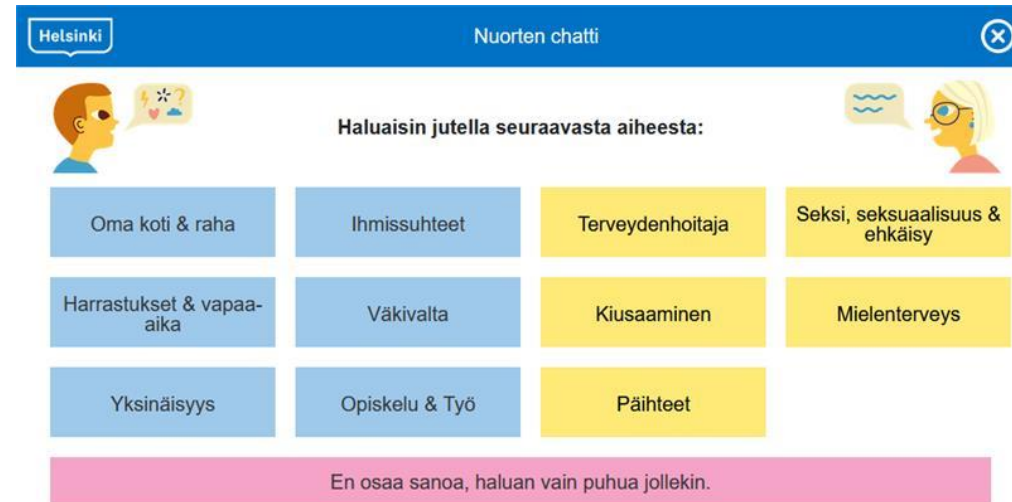 Helsinki
Nuorten chatti
?
Haluaisin jutella seuraavasta aiheesta:
Oma koti & raha
Ihmissuhteet
Terveydenhoitaja
Seksi, seksuaalisuus &
ehkäisy
Harrastukset & vapaa-
aika
Väkivalta
Kiusaaminen
Mielenterveys
Yksinäisyys
Opiskelu & Työ
Päihteet
En osaa sanoa, haluan vain puhua jollekin.